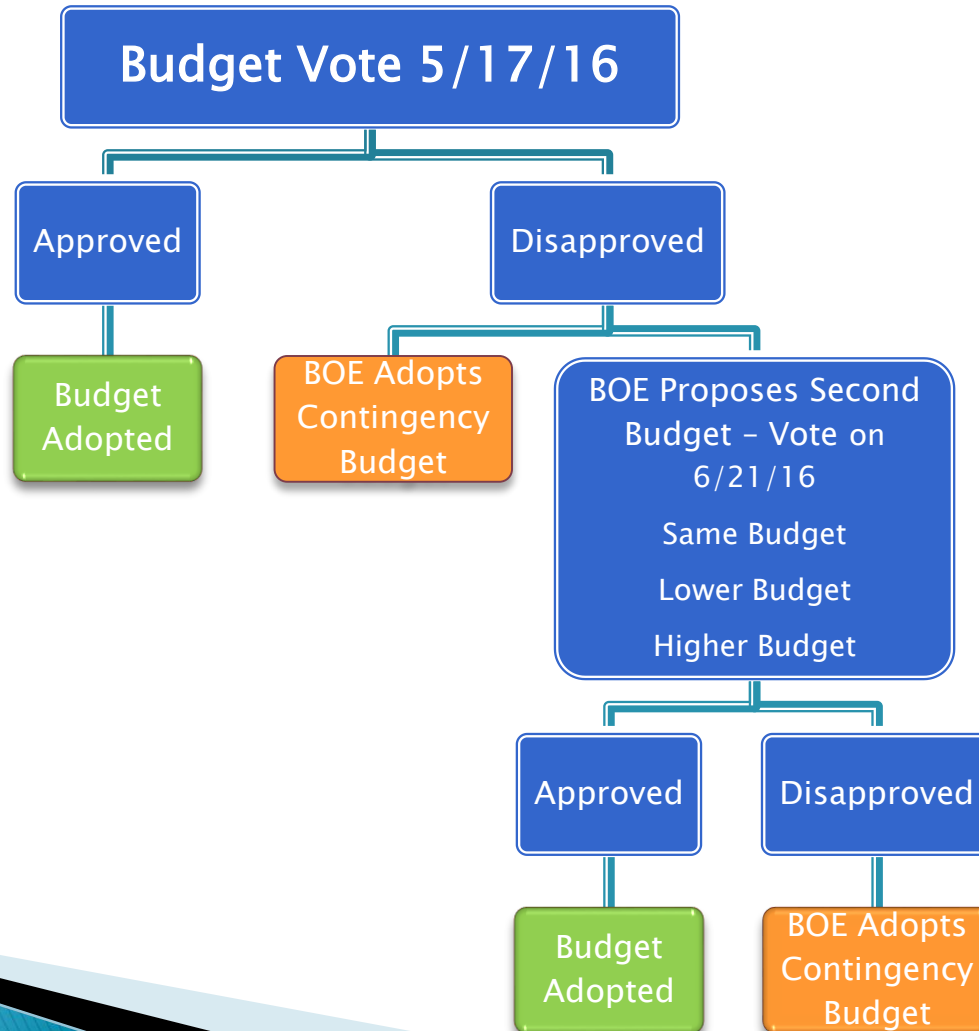 Budget Vote 5/17/16
Approved
Disapproved
Budget
Adopted
BOE Adopts
Contingency
Budget
BOE Proposes Second
Budget – Vote on
6/21/16
Same Budget
Lower Budget
Higher Budget
Approved
Disapproved
Budget
Adopted
BOE Adopts
Contingency
Budget